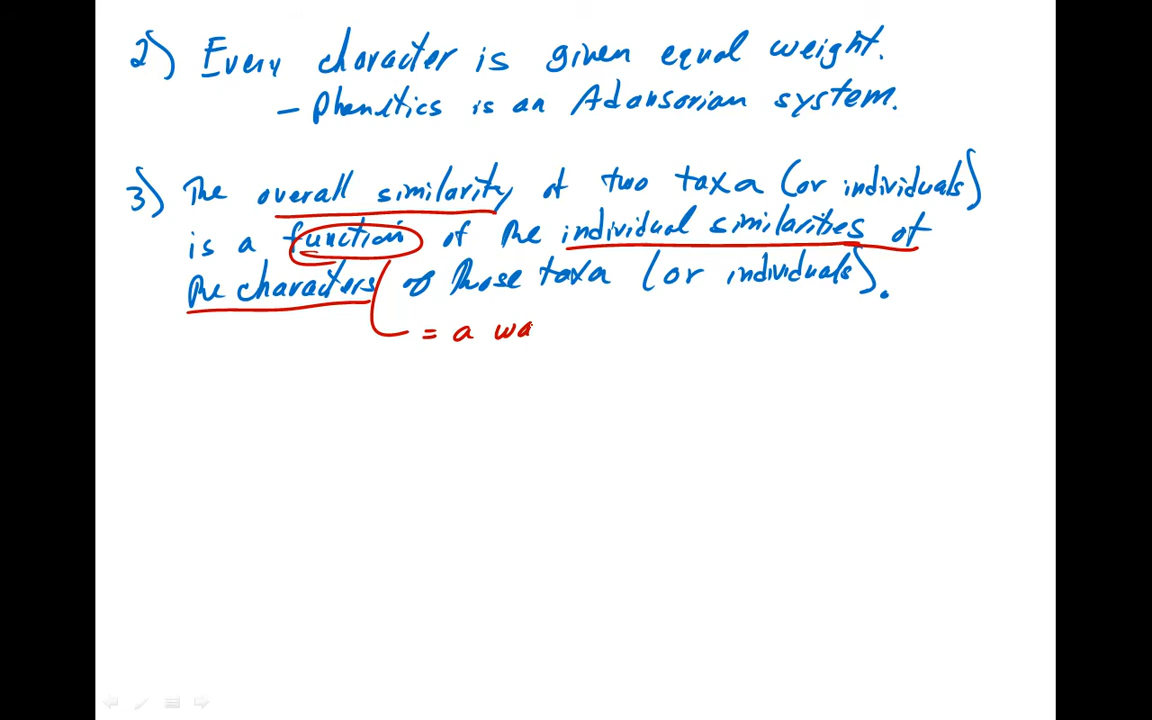 2) Every character is given equal weight.
- Phenetics is an Adansonian system.
3) The overall similarity of two taxa (or individuals)
is a function of the individual similarities of
the characters of those taxa (or individuals).
= a wa